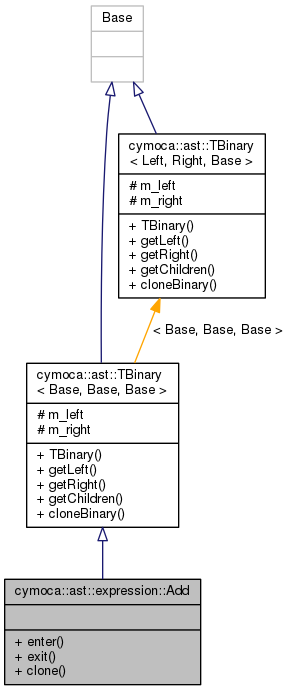 Base
cymoca::ast::TBinary
< Left, Right, Base >
# m_left
# m_right
+ TBinary()
+ getLeft()
+ getRight()
+ getChildren()
+ cloneBinary()
< Base, Base, Base >
cymoca::ast::TBinary
< Base, Base, Base >
# m_left
# m_right
+ TBinary()
+ getLeft()
+ getRight()
+ getChildren()
+ cloneBinary()
cymoca::ast::expression::Add
+ enter()
+ exit()
+ clone()